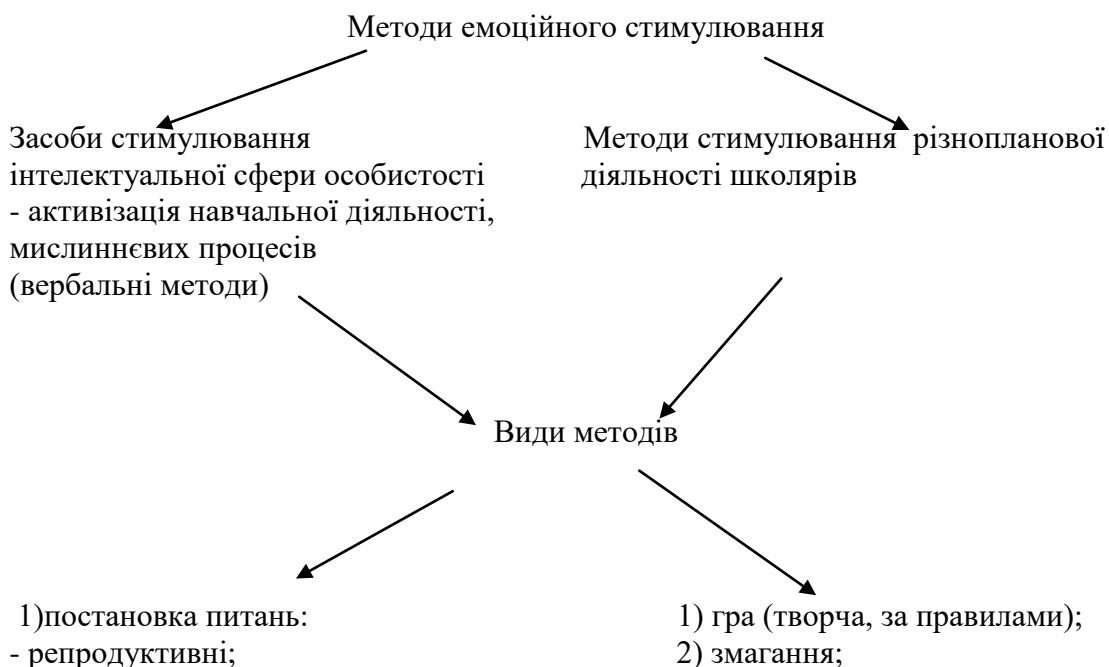 Методи емоційного стимулювання
Засоби стимулювання
інтелектуальної сфери особистості
- активізація навчальної діяльності,
мислиннєвих процесів
(вербальні методи)
Методи стимулювання різнопланової
діяльності школярів
Види методів
1)постановка питань:
- репродуктивні;
1) гра (творча, за правилами);
2) змагання;